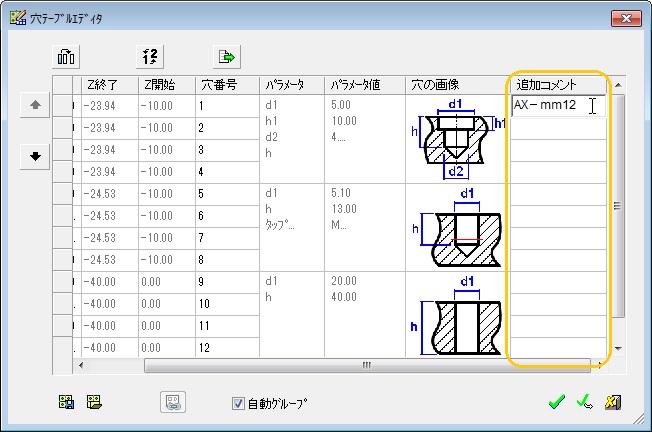 穴ﾃｰﾌﾞﾙｴﾃﾞｨﾀ
Z終了 Z開始 穴番号 ﾊﾟﾗﾒｰﾀ ﾊﾟﾗﾒｰﾀ値 穴の画像 追加コメント
-23.94 -10.00 1 d1 5.00 AX-mm12
-23.94 -10.00 2 h1 10.00
-23.94 -10.00 3 d2 4....
-23.94 -10.00 4 h
d1
h
h1
d2
-24.53 -10.00 5 d1 5.10
-24.53 -10.00 6 h 13.00
-24.53 -10.00 7 ﾀｯﾌﾟ... M...
-24.53 -10.00 8
d1
h
-40.00 0.00 9 d1 20.00
-40.00 0.00 10 h 40.00
-40.00 0.00 11
-40.00 0.00 12
d1
h
自動ｸﾞﾙｰﾌﾟ